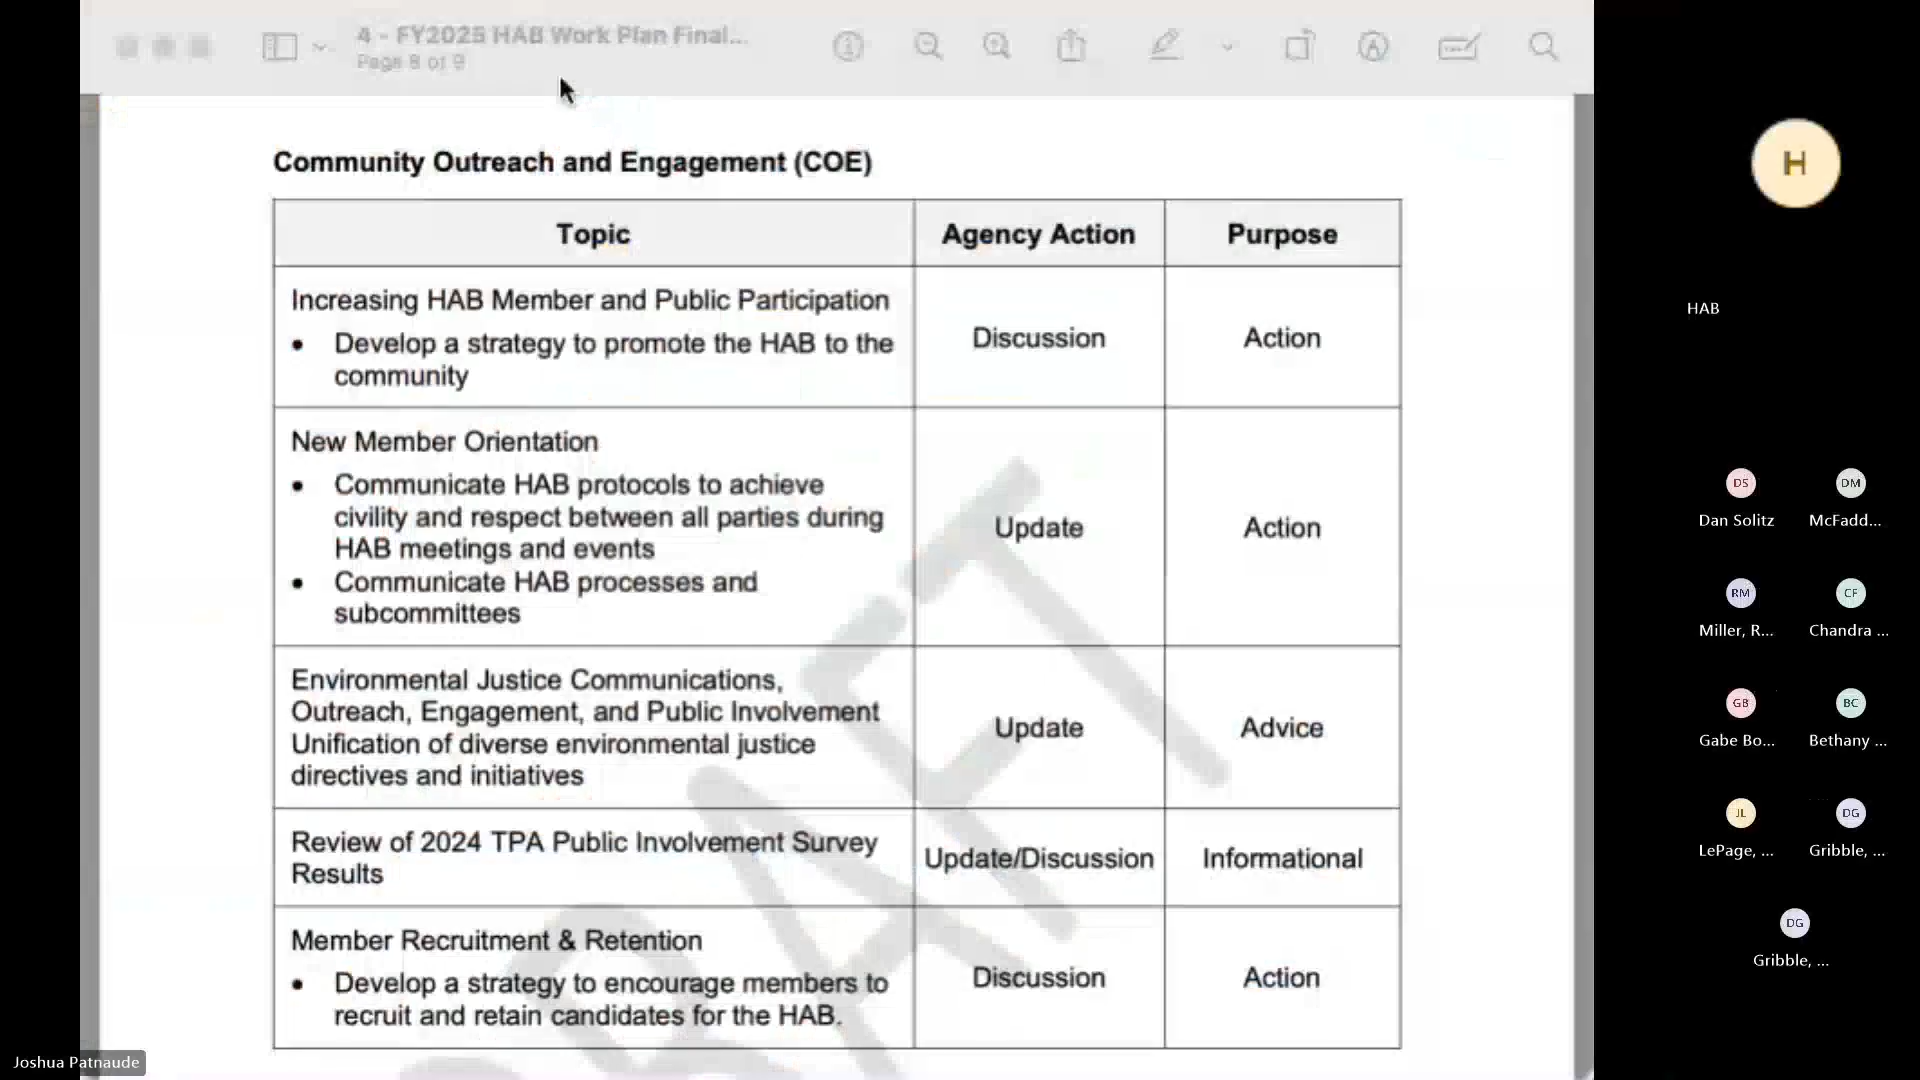 4 - FY2025 HAB Work Plan Final...
Page 8 of 9
Community Outreach and Engagement (COE)
Topic
Agency Action
Purpose
Increasing HAB Member and Public Participation
• Develop a strategy to promote the HAB to the
community
Discussion
Action
New Member Orientation
• Communicate HAB protocols to achieve
civility and respect between all parties during
HAB meetings and events
• Communicate HAB processes and
subcommittees
Update
Action
Environmental Justice Communications,
Outreach, Engagement, and Public Involvement
Unification of diverse environmental justice
directives and initiatives
Update
Advice
Review of 2024 TPA Public Involvement Survey
Results
Update/Discussion
Informational
Member Recruitment & Retention
• Develop a strategy to encourage members to
recruit and retain candidates for the HAB.
Discussion
Action
DRAFT
H
HAB
DS
Dan Solitz
DM
McFadd...
RM
Miller, R...
CF
Chandra ...
GB
Gabe Bo...
BC
Bethany ...
JL
LePage, ...
DG
Gribble, ...
DG
Gribble, ...
Joshua Patnaude